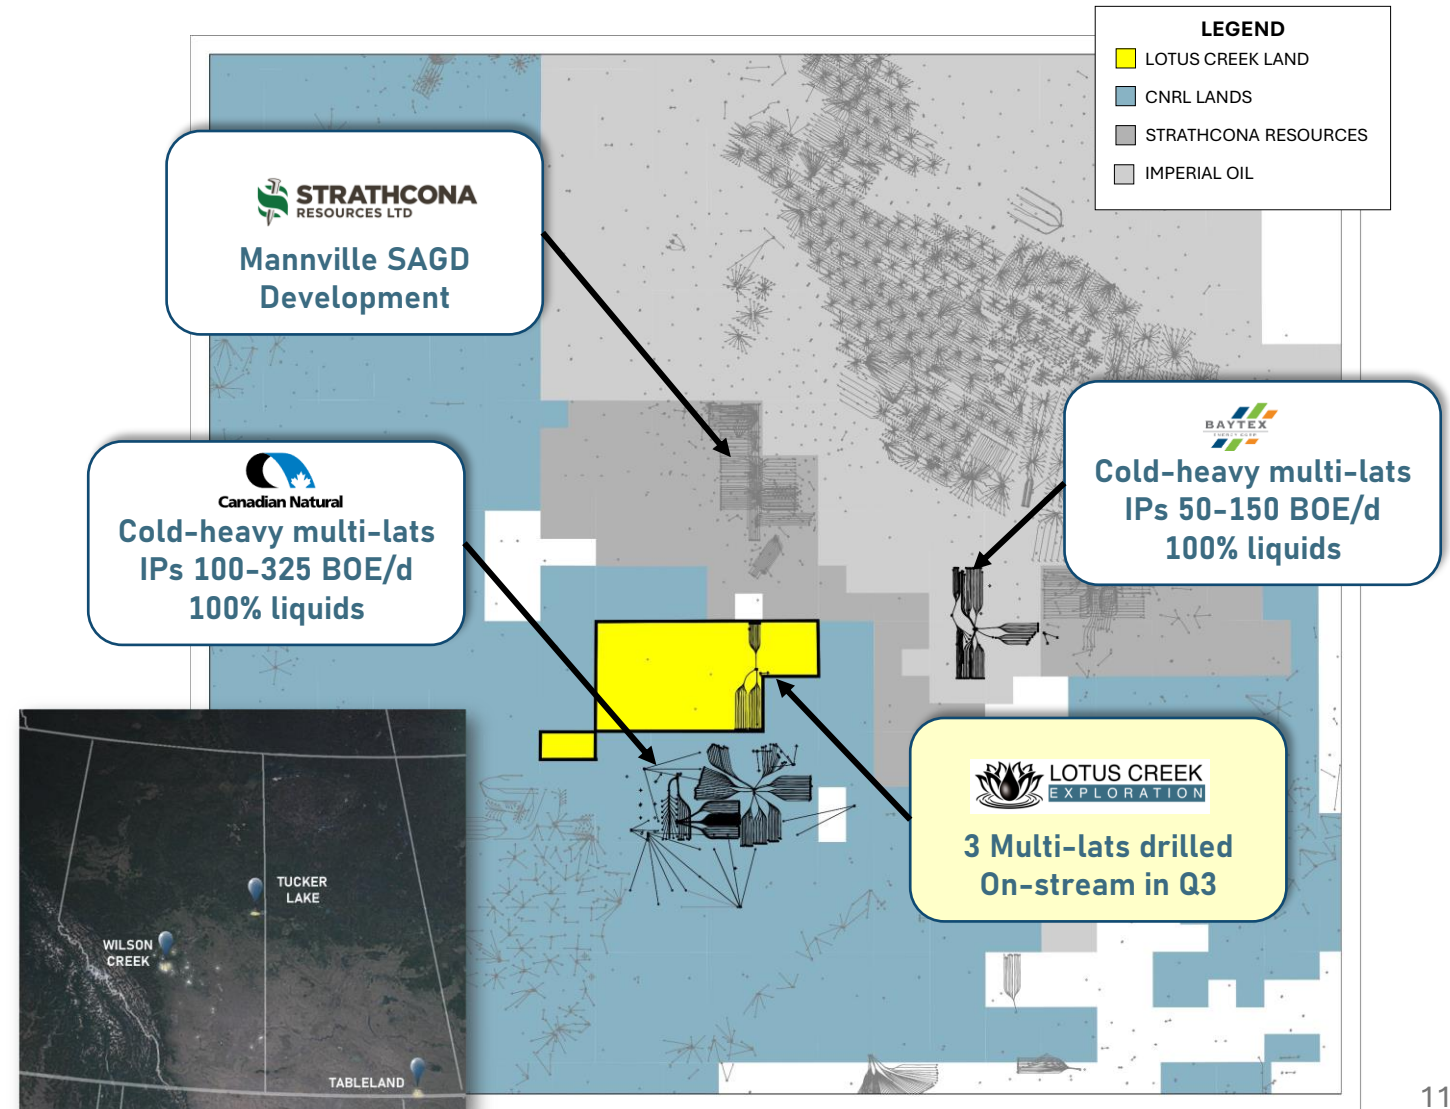 LEGEND
LOTUS CREEK LAND
CNRL LANDS
STRATHCONA RESOURCES
IMPERIAL OIL
STRATHCONA
RESOURCES LTD
Mannville SAGD
Development
Canadian Natural
Cold-heavy multi-lats
IPs 100-325 BOE/d
100% liquids
BAYTEX
ENERGY CORP.
Cold-heavy multi-lats
IPs 50-150 BOE/d
100% liquids
LOTUS CREEK
EXPLORATION
3 Multi-lats drilled
On-stream in Q3
TUCKER
LAKE
WILSON
CREEK
TABLELAND
11